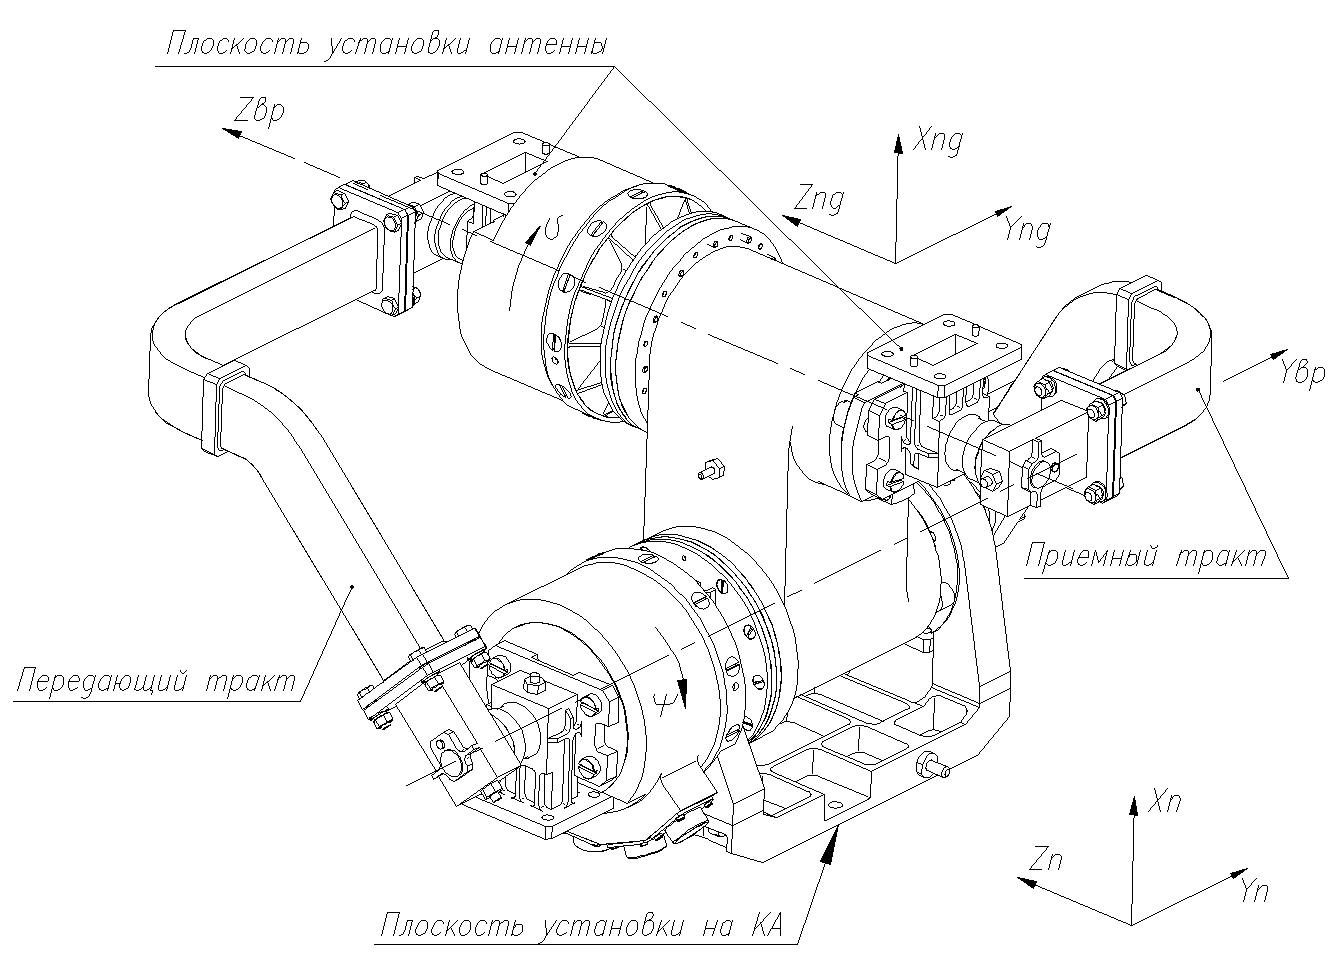 Плоскость установки антенны
Zвр
Xпд
Zпд
Yпд
Yвр
Приемный тракт
Передающий тракт
ψ
Xп
Zп
Yп
Плоскость установки на КА